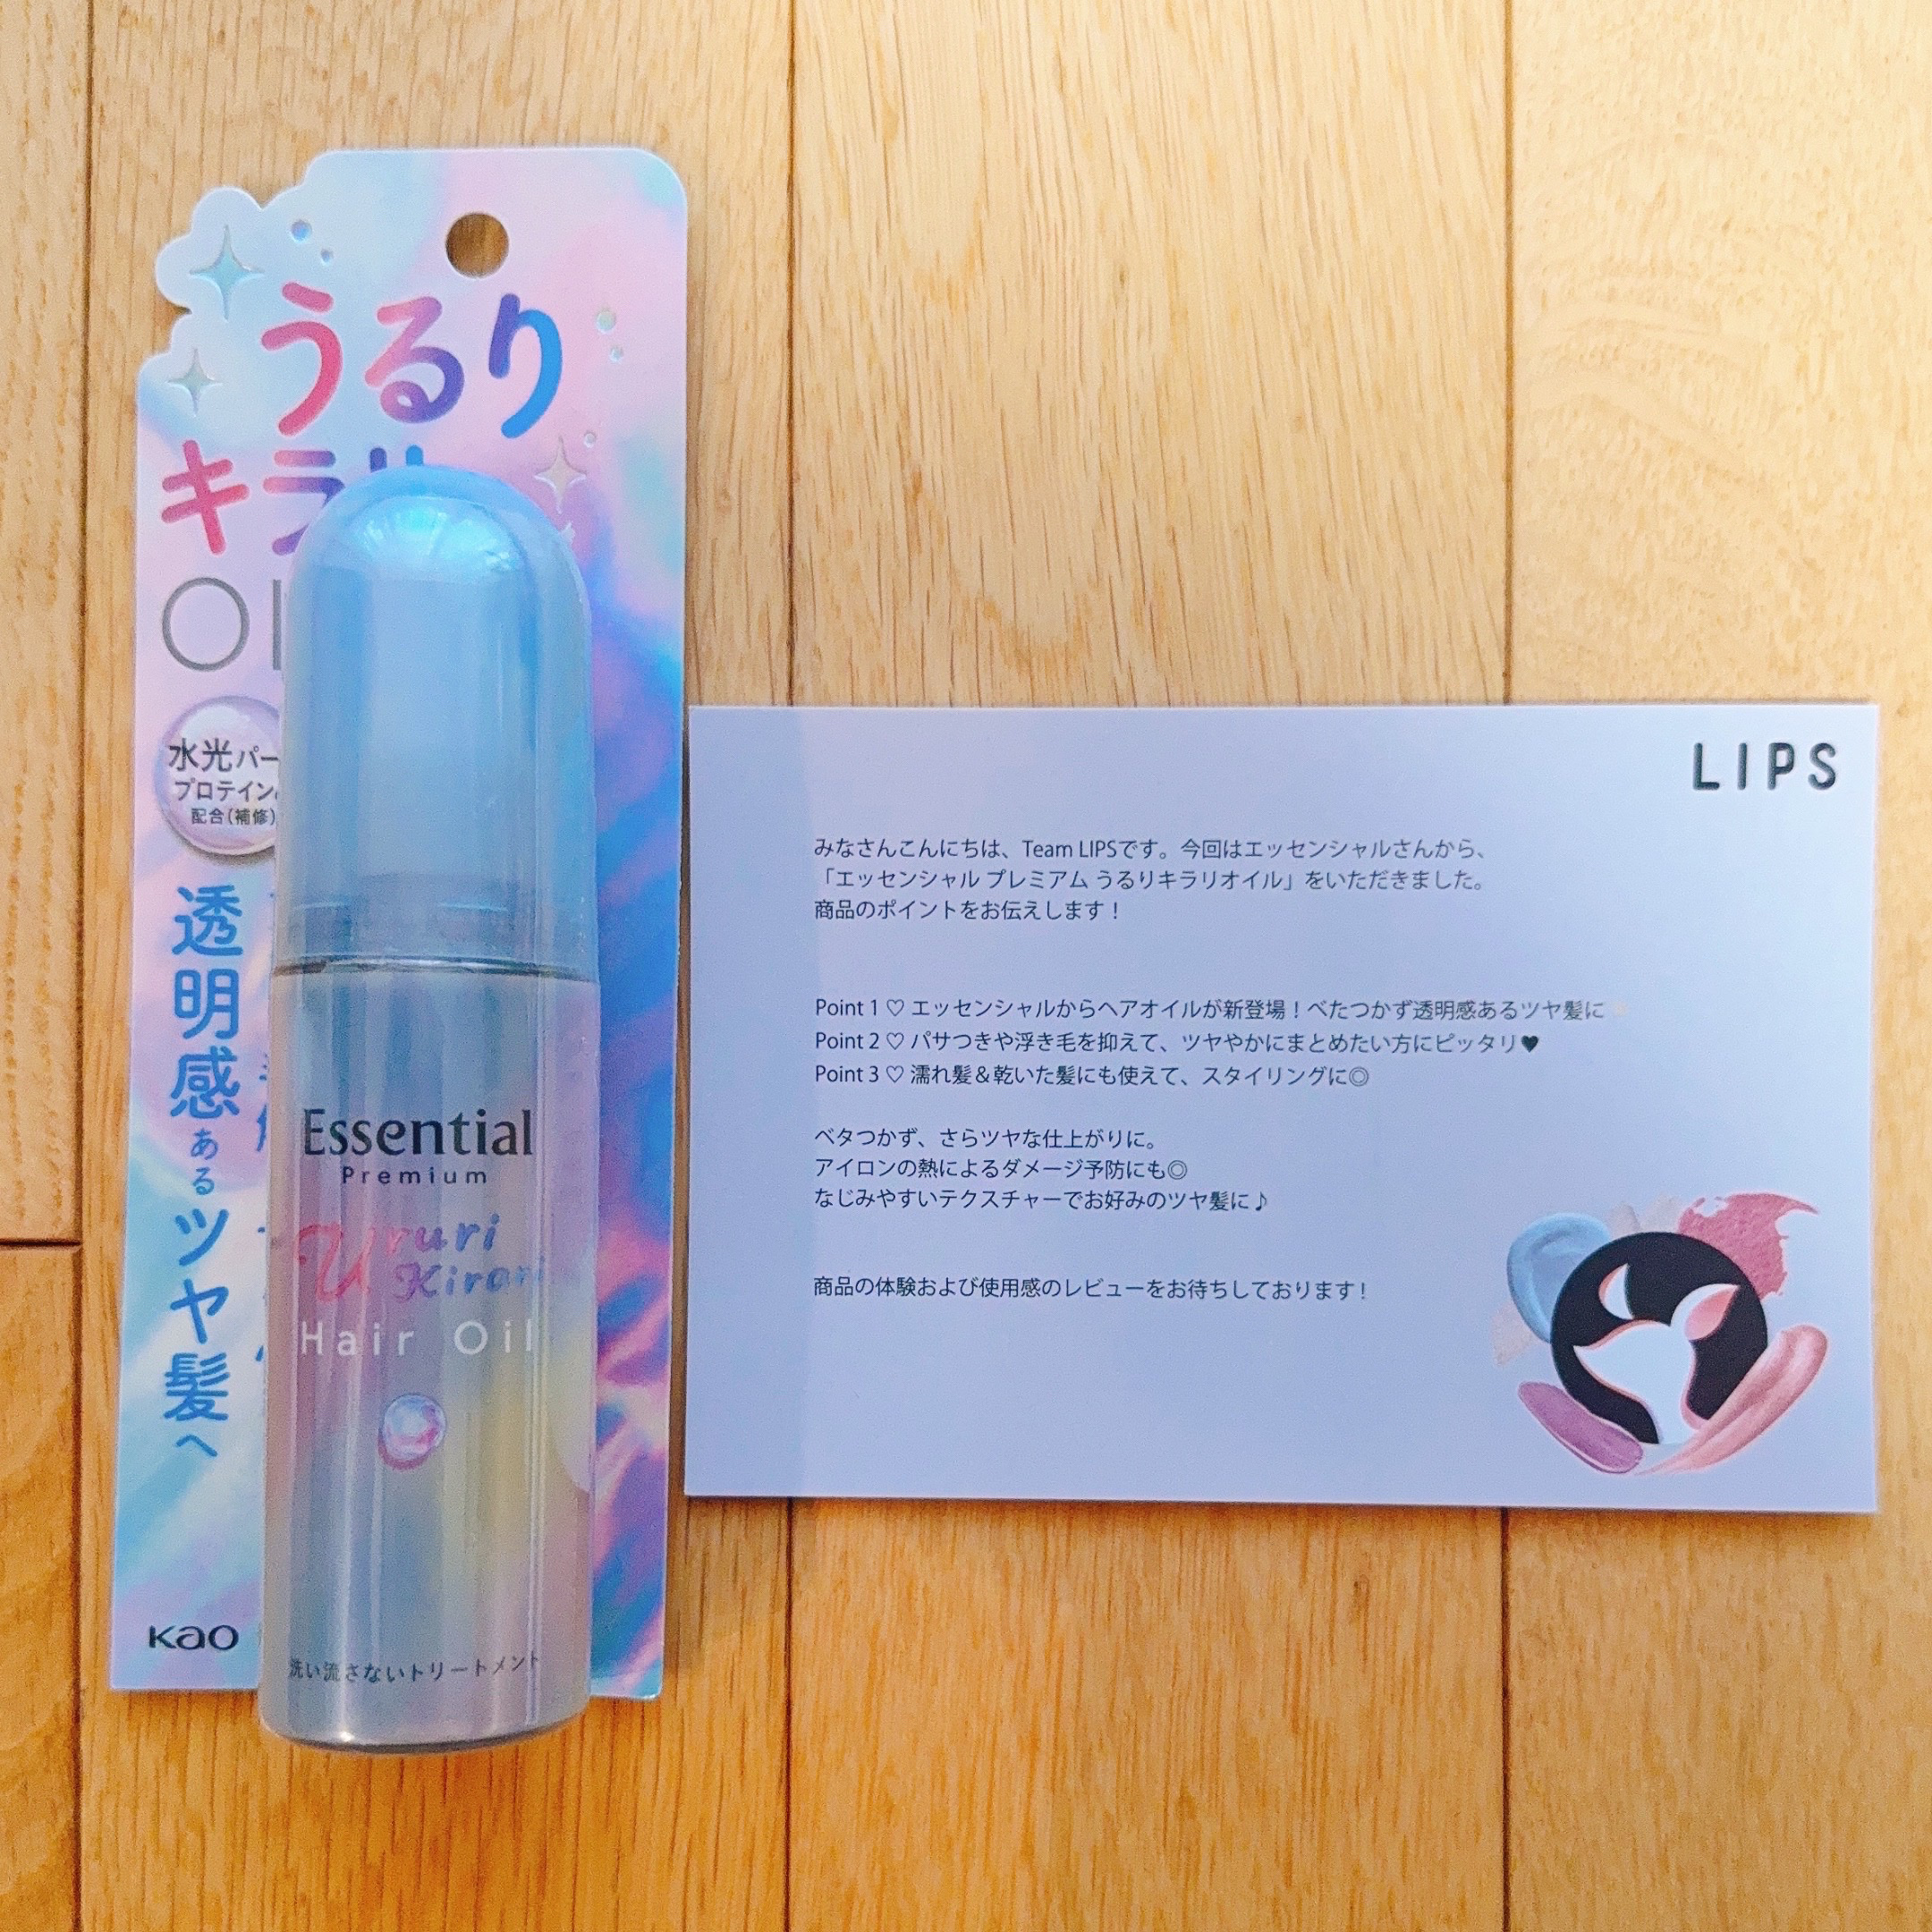 うるり
キラリ
OI
水光パー
プロテイン
配合(補修)
透明感あるツヤ髪へ
Kao
Essential
Premium
Ururi
Kirari
Hair Oil
洗い流さないトリートメント
LIPS
みなさんこんにちは、Team LIPSです。今回はエッセンシャルさんから、
「エッセンシャル プレミアム うるりキラリオイル」をいただきました。
商品のポイントをお伝えします！
Point 1 ♡ エッセンシャルからヘアオイルが新登場！べたつかず透明感あるツヤ髪に
Point 2 ♡ パサつきや浮き毛を抑えて、ツヤやかにまとめたい方にピッタリ♥
Point 3 ♡ 濡れ髪＆乾いた髪にも使えて、スタイリングに◎
ベタつかず、さらツヤな仕上がりに。
アイロンの熱によるダメージ予防にも◎
なじみやすいテクスチャーでお好みのツヤ髪に♪
商品の体験および使用感のレビューをお待ちしております！